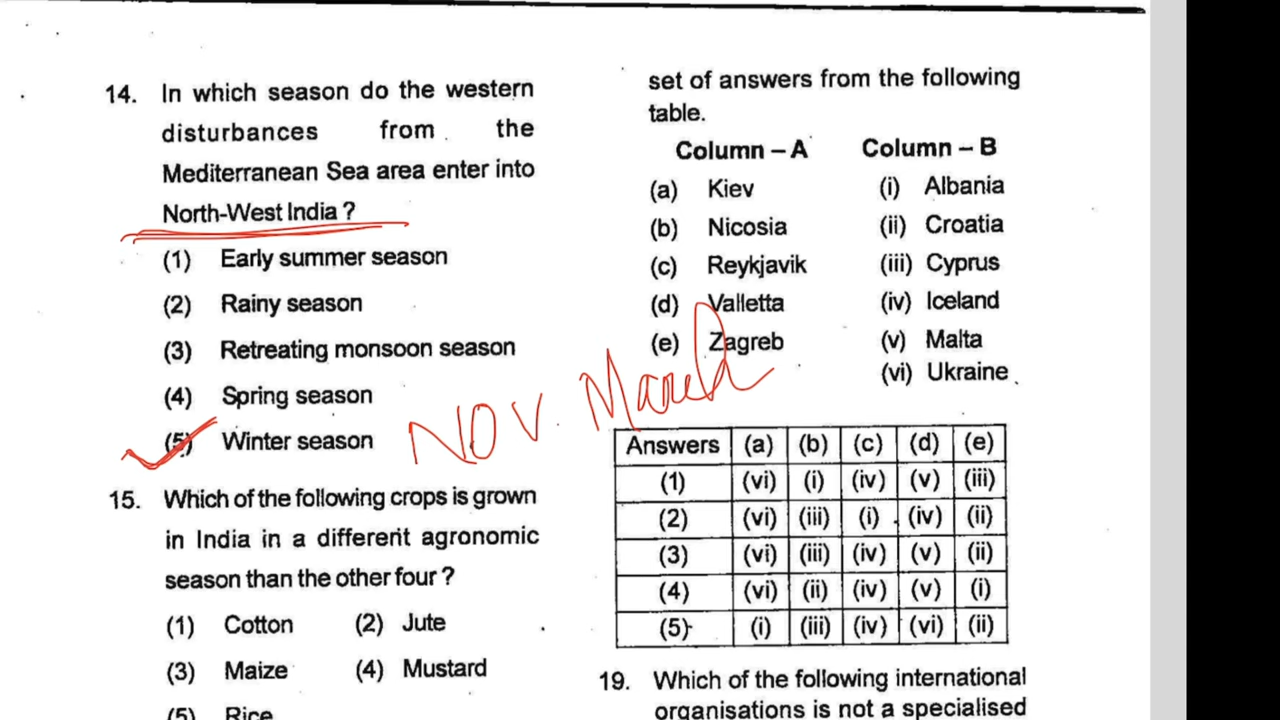 14. In which season do the western
disturbances from the
Mediterranean Sea area enter into
North-West India ?
(1) Early summer season
(2) Rainy season
(3) Retreating monsoon season
(4) Spring season
(5) Winter season
NOV March
15. Which of the following crops is grown
in India in a different agronomic
season than the other four ?
(1) Cotton (2) Jute
(3) Maize (4) Mustard
(5) Rice
set of answers from the following
table.
Column – A Column – B
(a) Kiev (i) Albania
(b) Nicosia (ii) Croatia
(c) Reykjavik (iii) Cyprus
(d) Valletta (iv) Iceland
(e) Zagreb (v) Malta
(vi) Ukraine
Answers (a) (b) (c) (d) (e)
(1) (vi) (i) (iv) (v) (iii)
(2) (vi) (iii) (i) (iv) (ii)
(3) (vi) (iii) (iv) (v) (ii)
(4) (vi) (ii) (iv) (v) (i)
(5) (i) (iii) (iv) (vi) (ii)
19. Which of the following international
organisations is not a specialised